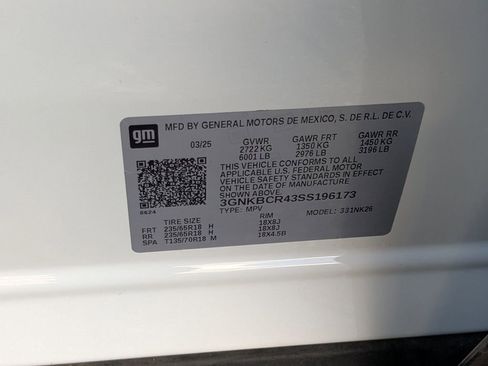 gm
MFD BY GENERAL MOTORS DE MEXICO, S. DE R.L. DE C.V.
03/25 GVWR GAWR FRT GAWR RR
2722 KG 1350 KG 1450 KG
6001 LB 2976 LB 3196 LB
THIS VEHICLE CONFORMS TO ALL
APPLICABLE U.S. FEDERAL MOTOR
VEHICLE SAFETY STANDARDS IN EFFECT
ON THE DATE OF MANUFACTURE
SHOWN ABOVE.
3GNKBCR43SS196173
TYPE: MPV MODEL: 331NK26
8624
TIRE SIZE RIM
FRT 235/65R18 H 18X8J
RR 235/65R18 H 18X8J
SPA T135/70R18 M 18X4.5B